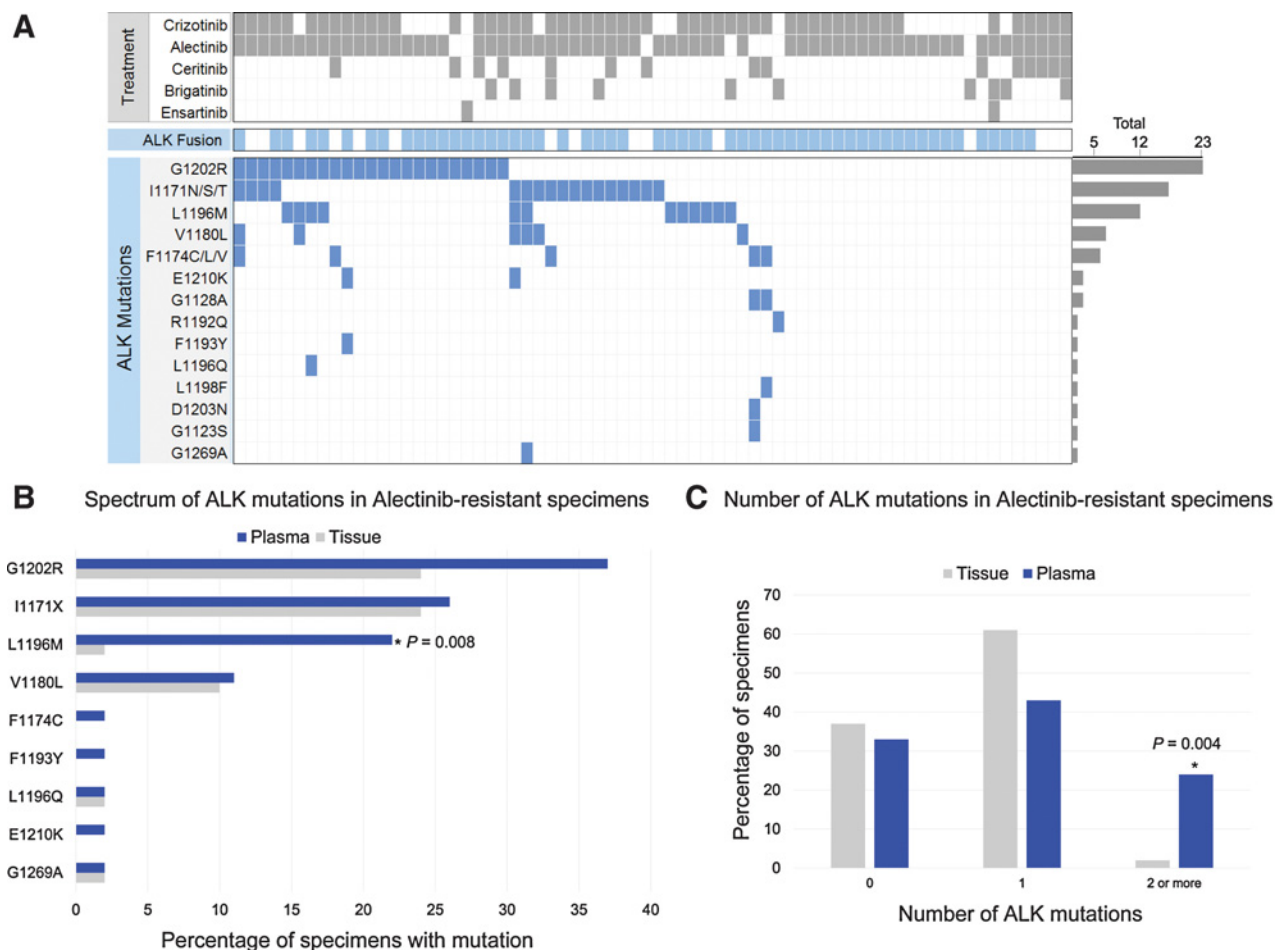 A
Treatment
Crizotinib
Alectinib
Ceritinib
Brigatinib
Ensartinib
ALK Fusion
Total
5 12 23
ALK Mutations
G1202R
I1171N/S/T
L1196M
V1180L
F1174C/L/V
E1210K
G1128A
R1192Q
F1193Y
L1196Q
L1198F
D1203N
G1123S
G1269A
B Spectrum of ALK mutations in Alectinib-resistant specimens
Plasma Tissue
G1202R
I1171X
L1196M
* P = 0.008
V1180L
F1174C
F1193Y
L1196Q
E1210K
G1269A
0 5 10 15 20 25 30 35 40
Percentage of specimens with mutation
C Number of ALK mutations in Alectinib-resistant specimens
Tissue Plasma
Percentage of specimens
70
60
50
40
30
20
10
0
P = 0.004
*
0 1 2 or more
Number of ALK mutations